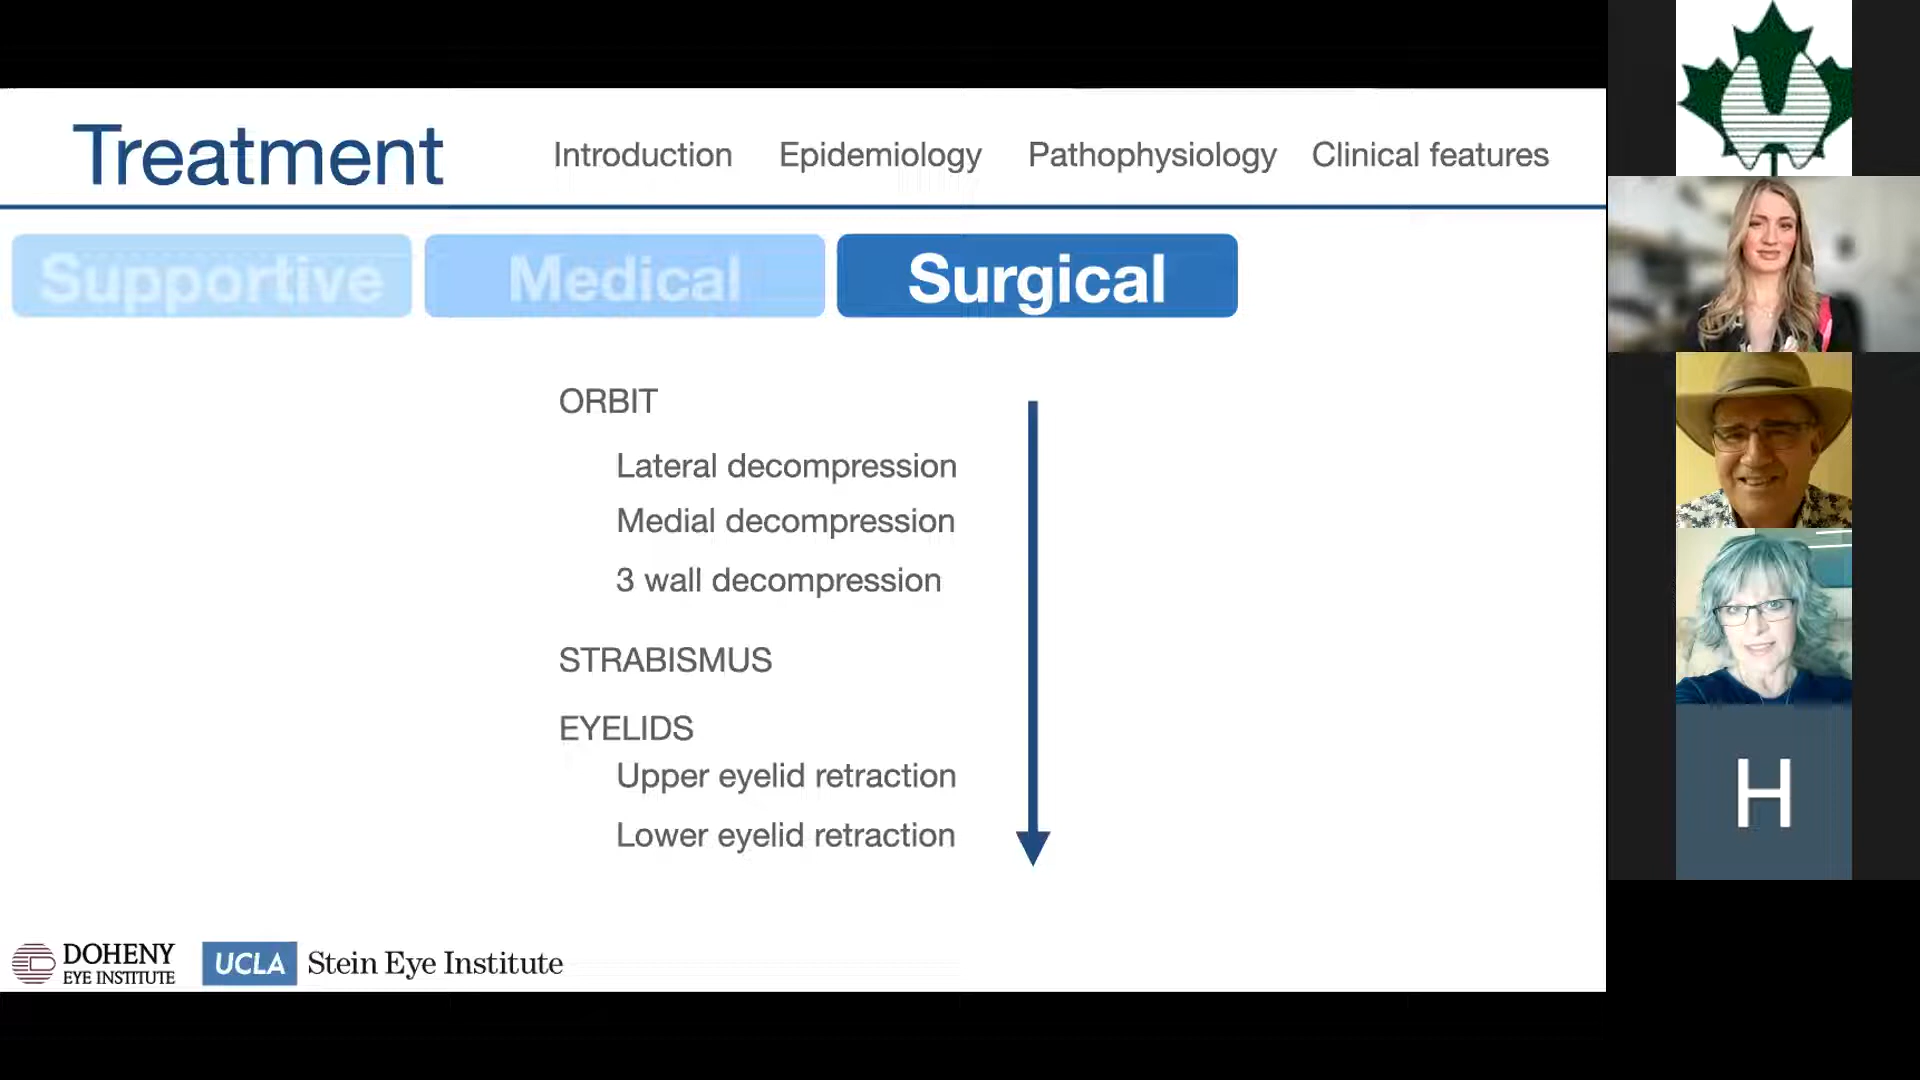 Treatment
Introduction
Epidemiology
Pathophysiology
Clinical features
Supportive
Medical
Surgical
ORBIT
Lateral decompression
Medial decompression
3 wall decompression
STRABISMUS
EYELIDS
Upper eyelid retraction
Lower eyelid retraction
DOHENY
EYE INSTITUTE
UCLA Stein Eye Institute
H